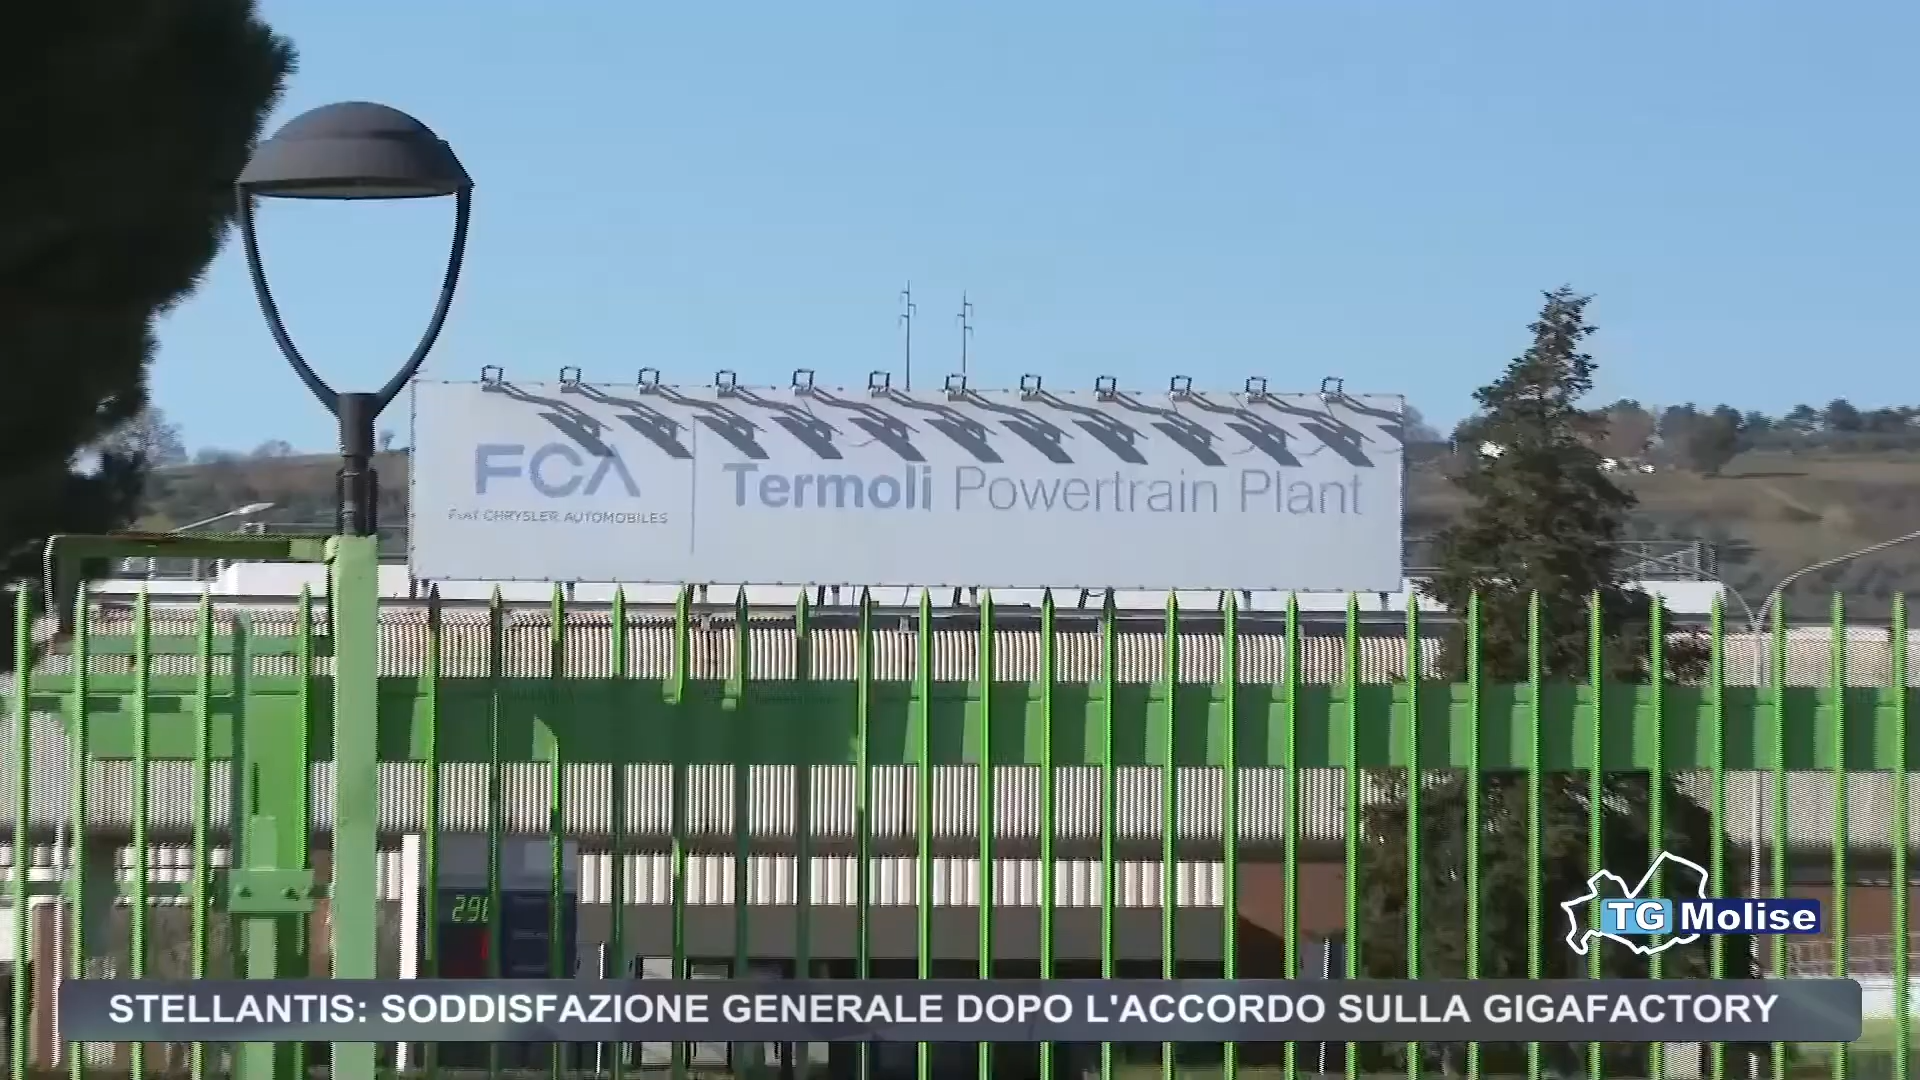 FCA
FIAT CHRYSLER AUTOMOBILES
Termoli Powertrain Plant
TG Molise
STELLANTIS: SODDISFAZIONE GENERALE DOPO L'ACCORDO SULLA GIGAFACTORY